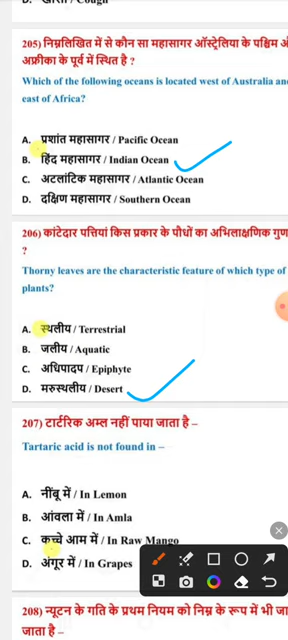 D. खाँसी / Cough
205) निम्नलिखित में से कौन सा महासागर ऑस्ट्रेलिया के पश्चिम
अफ्रीका के पूर्व में स्थित है ?
Which of the following oceans is located west of Australia an
east of Africa?
A. प्रशांत महासागर / Pacific Ocean
B. हिंद महासागर / Indian Ocean
C. अटलांटिक महासागर / Atlantic Ocean
D. दक्षिण महासागर / Southern Ocean
206) कांटेदार पत्तियां किस प्रकार के पौधों का अभिलाक्षणिक गुण
?
Thorny leaves are the characteristic feature of which type of
plants?
A. स्थलीय / Terrestrial
B. जलीय / Aquatic
C. अधिपादप / Epiphyte
D. मरुस्थलीय / Desert
207) टार्टरिक अम्ल नहीं पाया जाता है –
Tartaric acid is not found in –
A. नींबू में / In Lemon
B. आंवला में / In Amla
C. कच्चे आम में / In Raw Mango
D. अंगूर में / In Grapes
208) न्यूटन के गति के प्रथम नियम को निम्न के रूप में भी जा
जाता है –